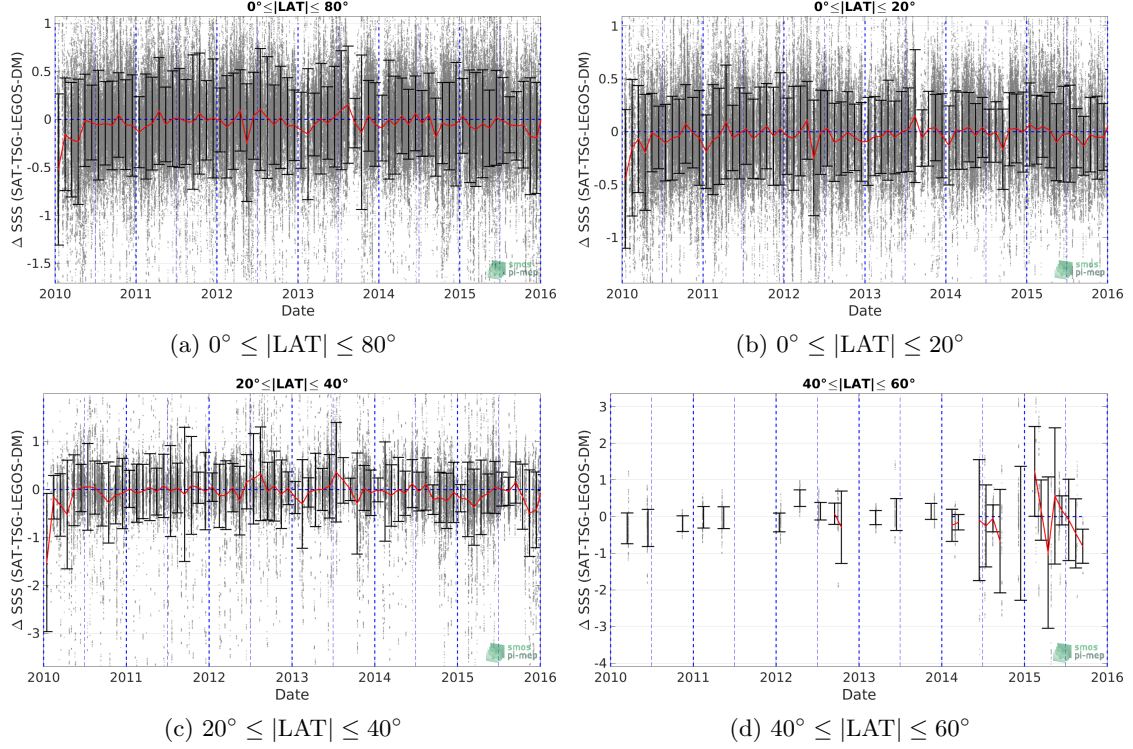 0°≤|LAT|≤ 80°
Δ SSS (SAT-TSG-LEGOS-DM)
0.5
0
-0.5
-1
-1.5
2010 2011 2012 2013 2014 2015 2016
Date
smos
pi-mep
(a) 0° ≤ |LAT| ≤ 80°
0°≤|LAT|≤ 20°
Δ SSS (SAT-TSG-LEGOS-DM)
1
0.5
0
-0.5
-1
2010 2011 2012 2013 2014 2015 2016
Date
smos
pi-mep
(b) 0° ≤ |LAT| ≤ 20°
20°≤|LAT|≤ 40°
Δ SSS (SAT-TSG-LEGOS-DM)
1
0
-1
-2
-3
2010 2011 2012 2013 2014 2015 2016
Date
smos
pi-mep
(c) 20° ≤ |LAT| ≤ 40°
40°≤|LAT|≤ 60°
Δ SSS (SAT-TSG-LEGOS-DM)
3
2
1
0
-1
-2
-3
-4
2010 2011 2012 2013 2014 2015 2016
Date
smos
pi-mep
(d) 40° ≤ |LAT| ≤ 60°